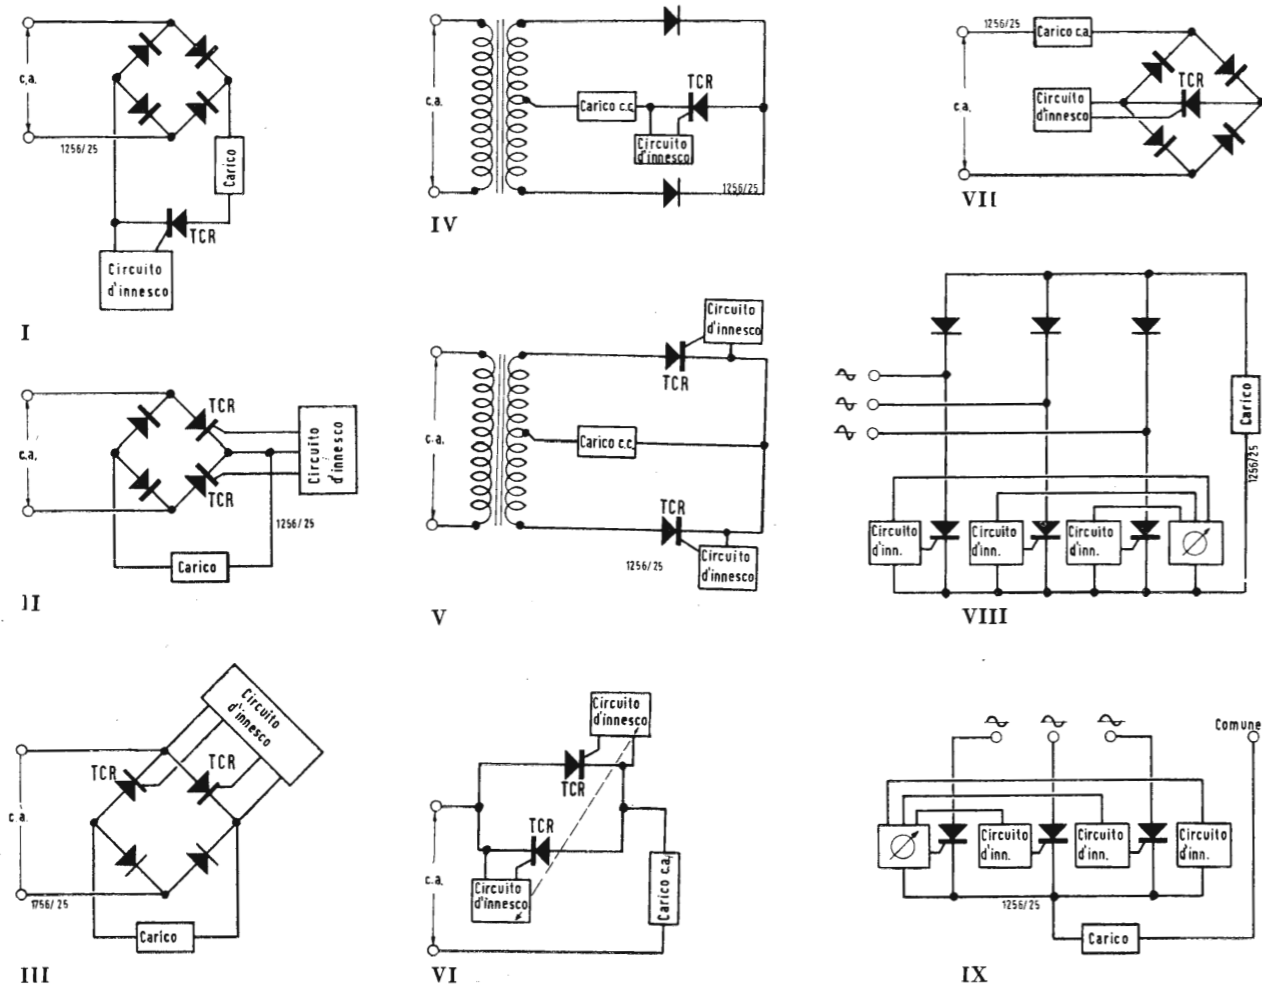 c.a.
1256/25
Carico
TCR
Circuito
d'innesco
I
c.a.
TCR
TCR
Circuito
d'innesco
1256/25
Carico
II
Circuito
d'innesco
TCR
TCR
c.a.
1756/25
Carico
III
c.a.
TCR
Carico c.c.
Circuito
d'innesco
1256/25
IV
Circuito
d'innesco
TCR
c.a.
Carico c.c.
TCR
1256/25
Circuito
d'innesco
V
Circuito
d'innesco
TCR
TCR
c.a.
Circuito
d'innesco
Carico c.a.
VI
1256/25
Carico c.a.
TCR
Circuito
d'innesco
c.a.
VII
Carico
1256/25
Circuito
d'inn.
Circuito
d'inn.
Circuito
d'inn.
VIII
Comune
Circuito
d'inn.
Circuito
d'inn.
Circuito
d'inn.
1256/25
Carico
IX